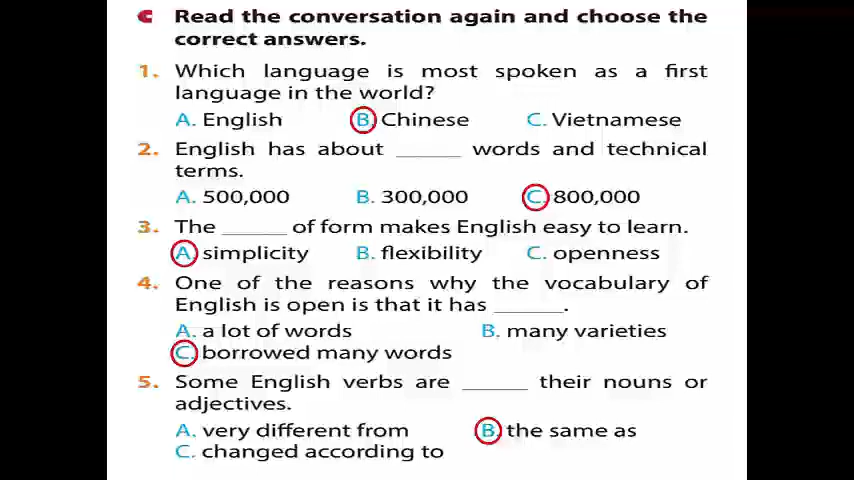 C Read the conversation again and choose the
correct answers.
1. Which language is most spoken as a first
language in the world?
A. English B. Chinese C. Vietnamese
2. English has about ______ words and technical
terms.
A. 500,000 B. 300,000 C. 800,000
3. The ______ of form makes English easy to learn.
A. simplicity B. flexibility C. openness
4. One of the reasons why the vocabulary of
English is open is that it has ______.
A. a lot of words B. many varieties
C. borrowed many words
5. Some English verbs are ______ their nouns or
adjectives.
A. very different from B. the same as
C. changed according to